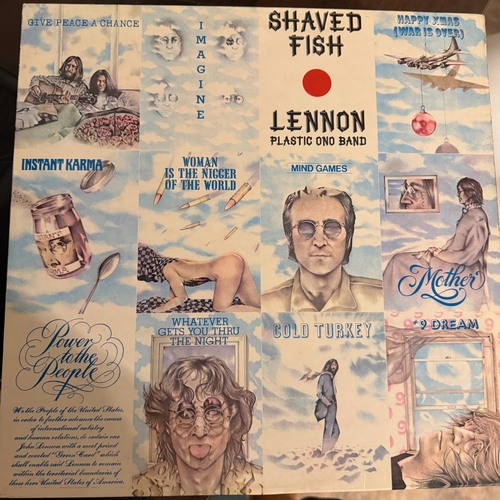 GIVE PEACE A CHANCE
IMAGINE
SHAVED
FISH
LENNON
PLASTIC ONO BAND
HAPPY XMAS
(WAR IS OVER)
INSTANT KARMA
WOMAN
IS THE NIGGER
OF THE WORLD
MIND GAMES
Mother
Power
to the
People
We the People of the United States,
in order to further advance the cause
of international artistry
and human relations, do ordain one
John Lennon with a most prized
and coveted "Green Card" which
shall enable said Lennon to remain
within the territorial boundaries of
these here United States of America.
WHATEVER
GETS YOU THRU
THE NIGHT
COLD TURKEY
#9 DREAM